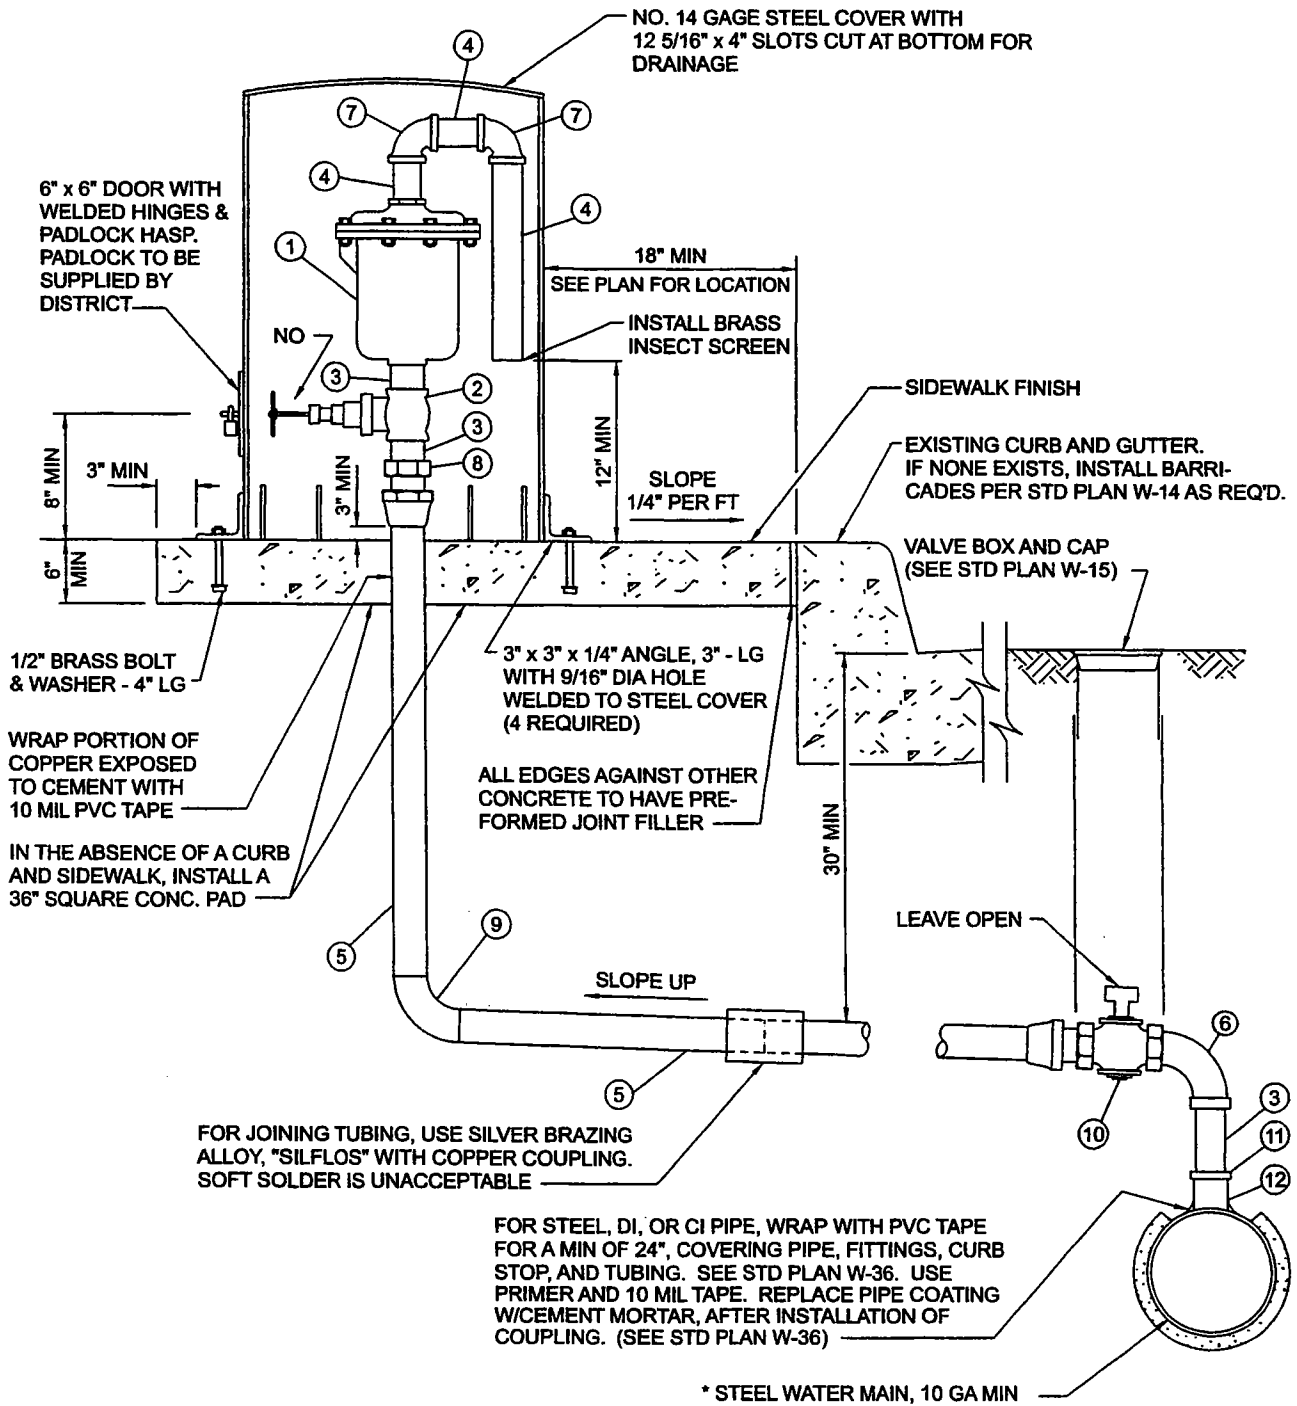 NO. 14 GAGE STEEL COVER WITH
12 5/16" x 4" SLOTS CUT AT BOTTOM FOR
DRAINAGE
4
7
7
4
4
6" x 6" DOOR WITH
WELDED HINGES &
PADLOCK HASP.
PADLOCK TO BE
SUPPLIED BY
DISTRICT
1
18" MIN
SEE PLAN FOR LOCATION
INSTALL BRASS
INSECT SCREEN
NO
3
2
SIDEWALK FINISH
3
8
12" MIN
EXISTING CURB AND GUTTER.
IF NONE EXISTS, INSTALL BARRI-
CADES PER STD PLAN W-14 AS REQ'D.
8" MIN
3" MIN
3" MIN
SLOPE
1/4" PER FT
6"
MIN
VALVE BOX AND CAP
(SEE STD PLAN W-15)
1/2" BRASS BOLT
& WASHER - 4" LG
3" x 3" x 1/4" ANGLE, 3" - LG
WITH 9/16" DIA HOLE
WELDED TO STEEL COVER
(4 REQUIRED)
WRAP PORTION OF
COPPER EXPOSED
TO CEMENT WITH
10 MIL PVC TAPE
ALL EDGES AGAINST OTHER
CONCRETE TO HAVE PRE-
FORMED JOINT FILLER
30" MIN
IN THE ABSENCE OF A CURB
AND SIDEWALK, INSTALL A
36" SQUARE CONC. PAD
LEAVE OPEN
5
9
SLOPE UP
6
5
3
10
11
12
FOR JOINING TUBING, USE SILVER BRAZING
ALLOY, "SILFLOS" WITH COPPER COUPLING.
SOFT SOLDER IS UNACCEPTABLE
FOR STEEL, DI, OR CI PIPE, WRAP WITH PVC TAPE
FOR A MIN OF 24", COVERING PIPE, FITTINGS, CURB
STOP, AND TUBING. SEE STD PLAN W-36. USE
PRIMER AND 10 MIL TAPE. REPLACE PIPE COATING
W/CEMENT MORTAR, AFTER INSTALLATION OF
COUPLING. (SEE STD PLAN W-36)
* STEEL WATER MAIN, 10 GA MIN